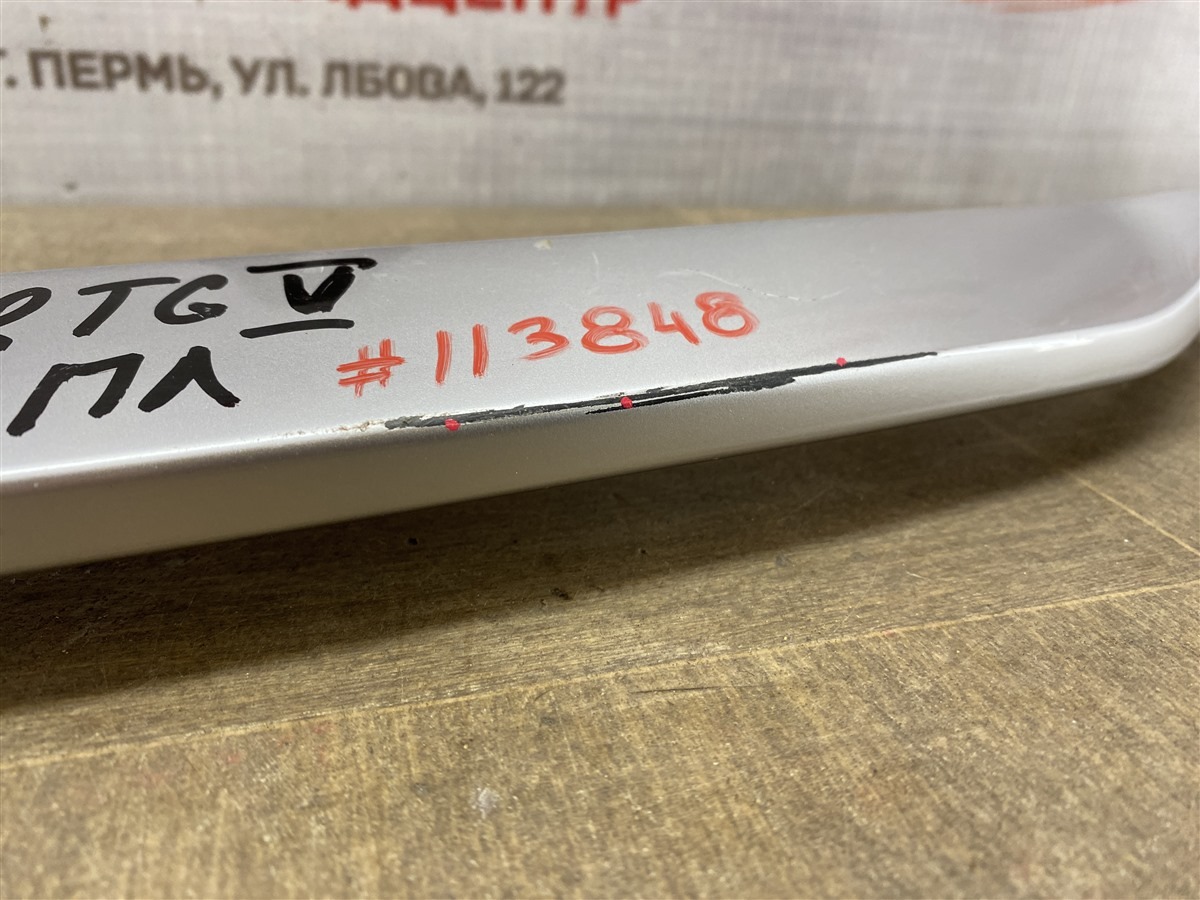 Г. ПЕРМЬ, УЛ. ЛБОВА, 122
TG V
ПЛ
#113848